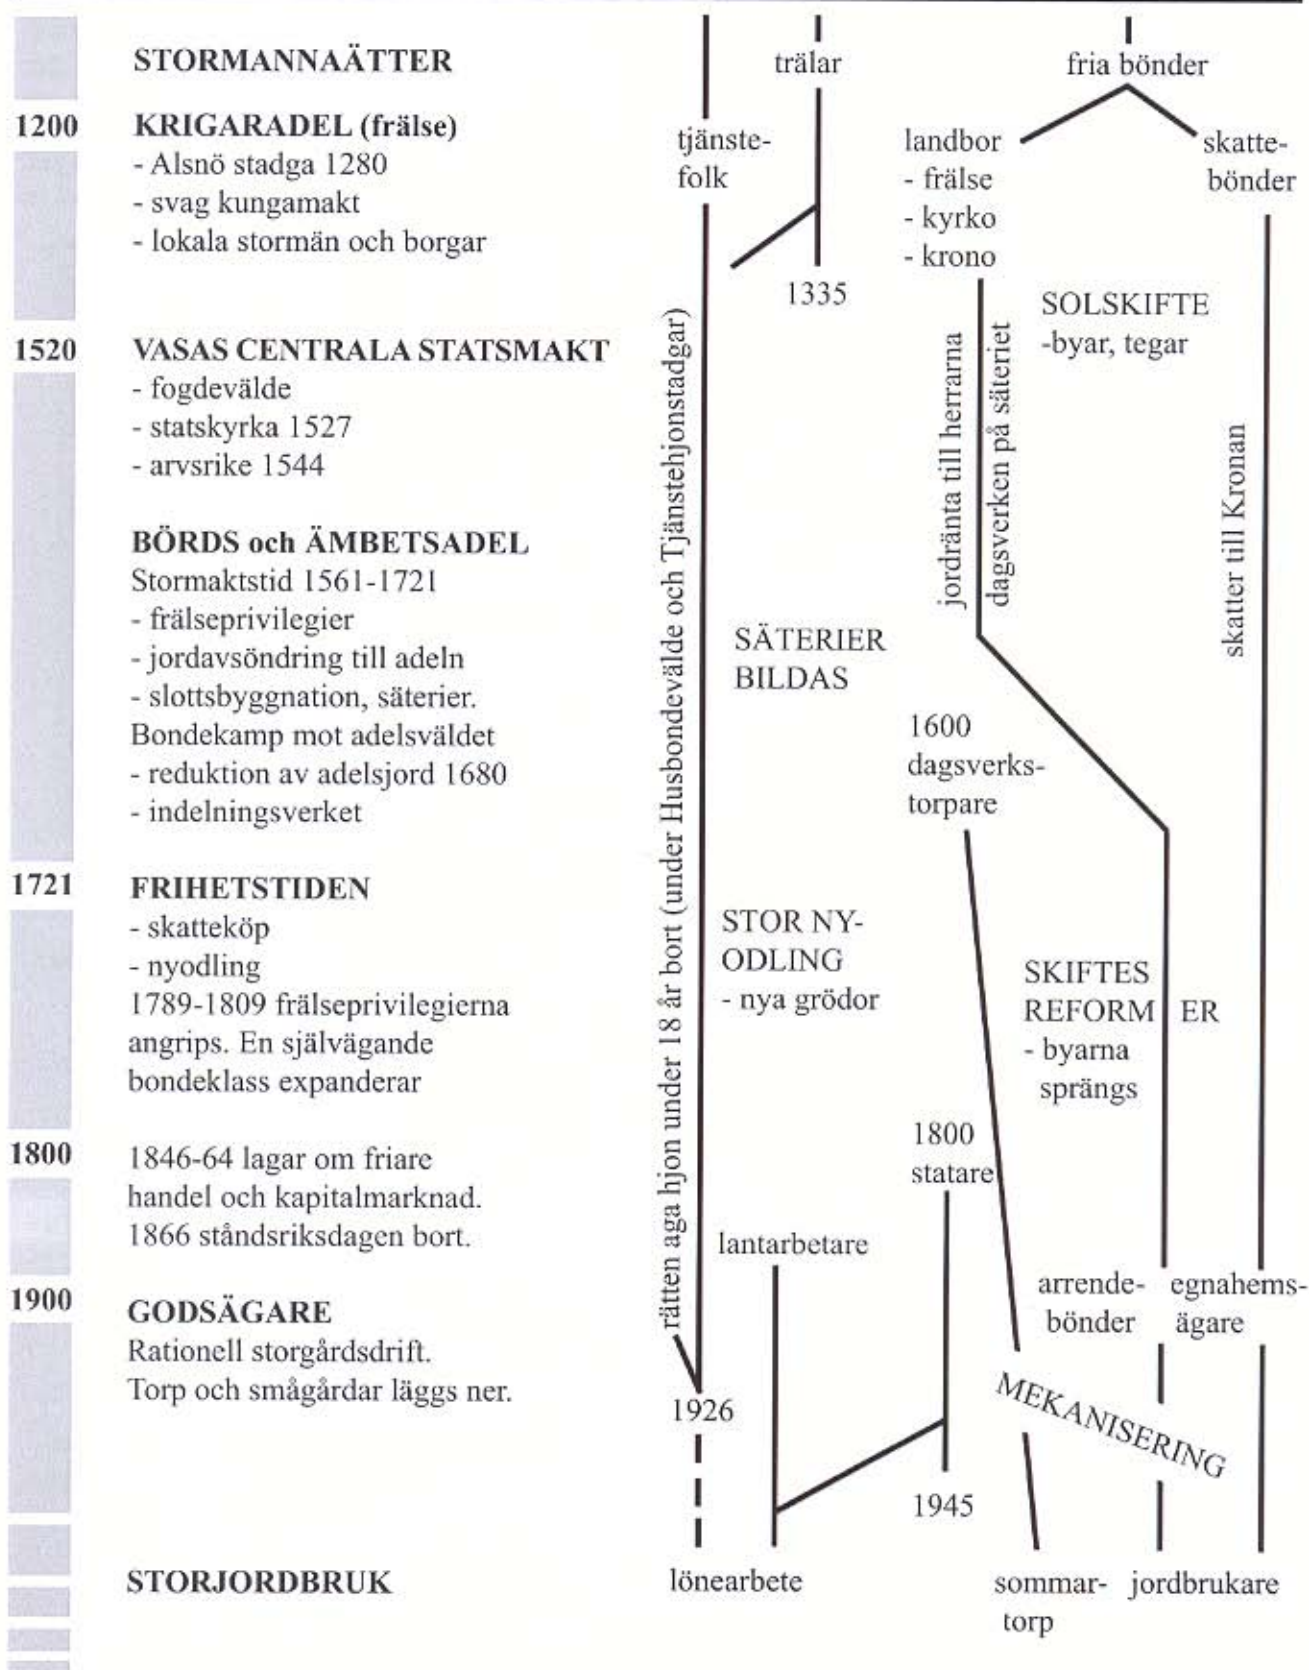 STORMANNAÄTTER
1200
KRIGARADEL (frälse)
- Alsnö stadga 1280
- svag kungamakt
- lokala stormän och borgar
1520
VASAS CENTRALA STATSMAKT
- fogdevälde
- statskyrka 1527
- arvsrike 1544
BÖRDS och ÄMBETSADEL
Stormaktstid 1561-1721
- frälseprivilegier
- jordavsöndring till adeln
- slottsbyggnation, säterier.
Bondekamp mot adelsväldet
- reduktion av adelsjord 1680
- indelningsverket
1721
FRIHETSTIDEN
- skatteköp
- nyodling
1789-1809 frälseprivilegierna
angrips. En självägande
bondeklass expanderar
1800
1846-64 lagar om friare
handel och kapitalmarknad.
1866 ståndsriksdagen bort.
1900
GODSÄGARE
Rationell storgårdsdrift.
Torp och smågårdar läggs ner.
STORJORDBRUK
tjänste-
folk
rätten aga hjon under 18 år bort (under Husbondevälde och Tjänstehjonstadgar)
1926
trälar
1335
SÄTERIER
BILDAS
STOR NY-
ODLING
- nya grödor
lantarbetare
lönearbete
fria bönder
landbor
- frälse
- kyrko
- krono
skatte-
bönder
SOLSKIFTE
-byar, tegar
jordränta till herrarna
dagsverken på säteriet
skatter till Kronan
1600
dagsverks-
torpare
SKIFTES
REFORM ER
- byarna
sprängs
1800
statare
1945
arrende-
bönder
egnahems-
ägare
MEKANISERING
sommar-
torp
jordbrukare